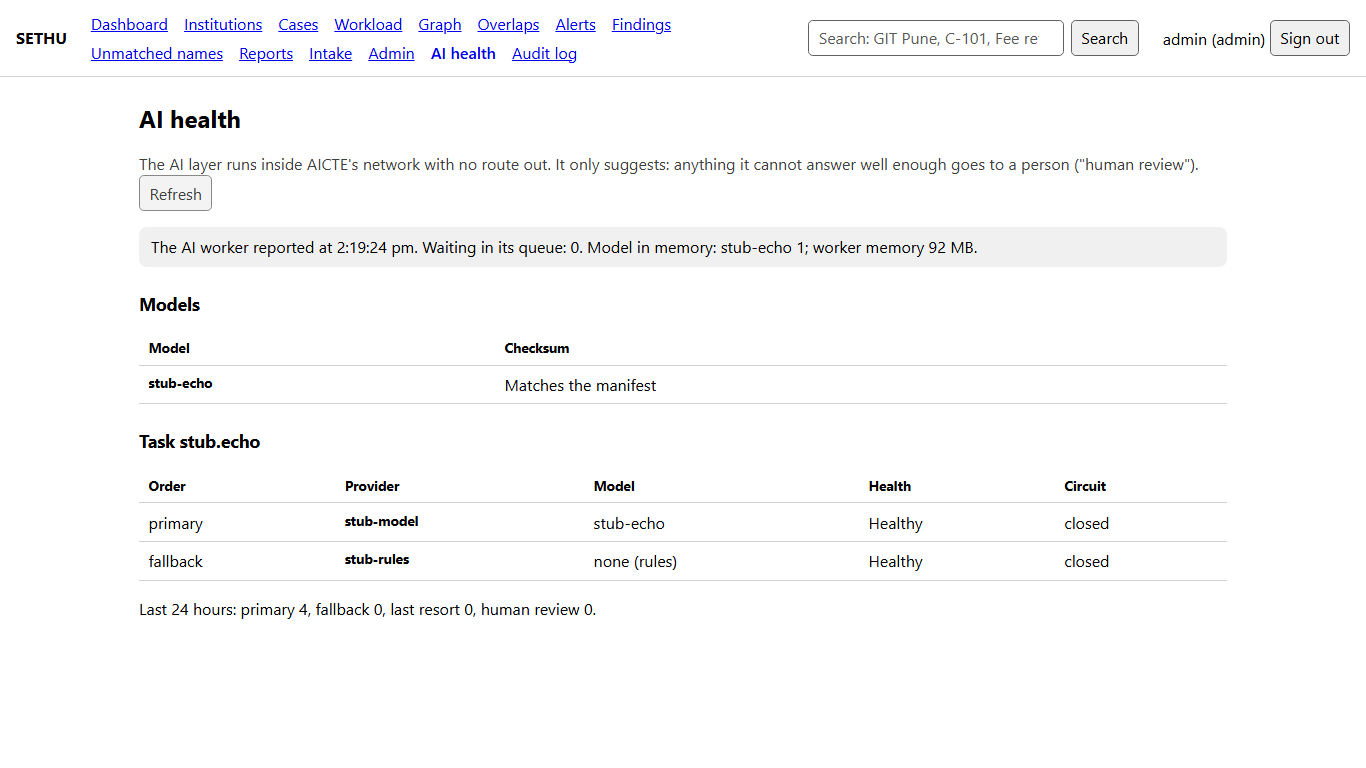 SETHU
Dashboard Institutions Cases Workload Graph Overlaps Alerts Findings
Unmatched names Reports Intake Admin AI health Audit log
Search: GIT Pune, C-101, Fee re
Search
admin (admin)
Sign out
AI health
The AI layer runs inside AICTE's network with no route out. It only suggests: anything it cannot answer well enough goes to a person ("human review").
Refresh
The AI worker reported at 2:19:24 pm. Waiting in its queue: 0. Model in memory: stub-echo 1; worker memory 92 MB.
Models
Model Checksum
stub-echo Matches the manifest
Task stub.echo
Order Provider Model Health Circuit
primary stub-model stub-echo Healthy closed
fallback stub-rules none (rules) Healthy closed
Last 24 hours: primary 4, fallback 0, last resort 0, human review 0.